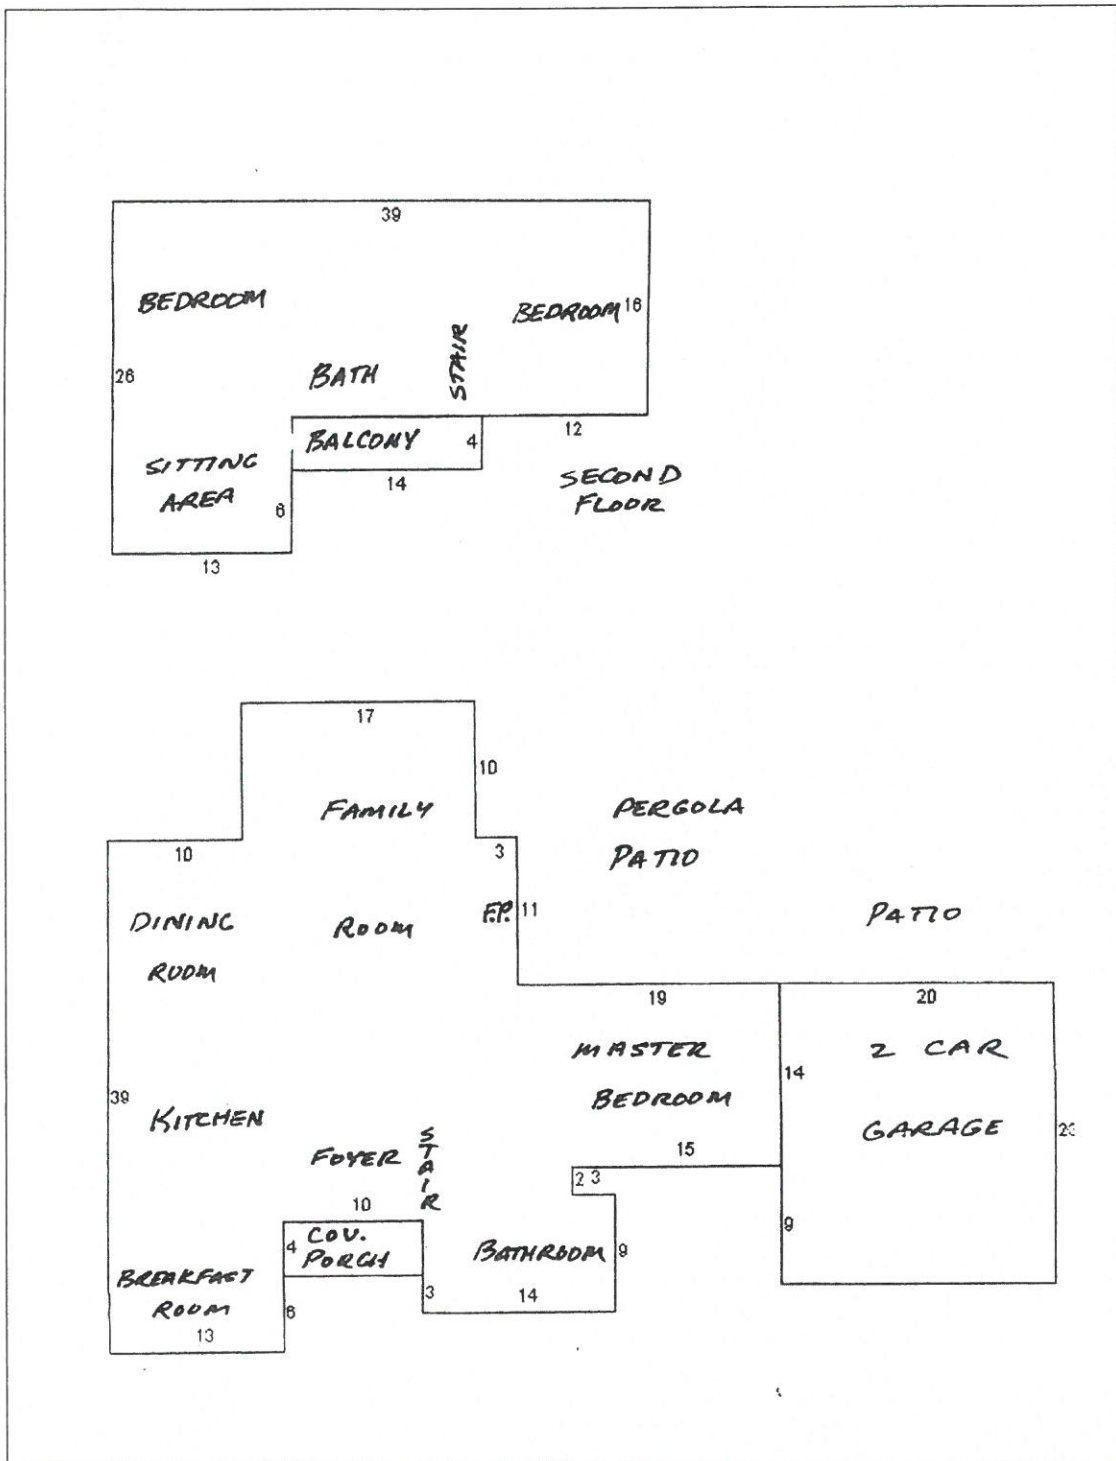 39
BEDROOM
BEDROOM 16
STAIR
26
BATH
BALCONY 4
12
SITTING
AREA
14
6
SECOND
FLOOR
13
17
10
FAMILY
PERGOLA
10
3
PATIO
DINING
ROOM
F.P. 11
PATIO
ROOM
19
20
MASTER
2 CAR
14
39
BEDROOM
KITCHEN
GARAGE
FOYER
STAIR
15
2 3
10
4
COV.
PORCH
BATHROOM 9
9
BREAKFAST
ROOM
6
3
14
13